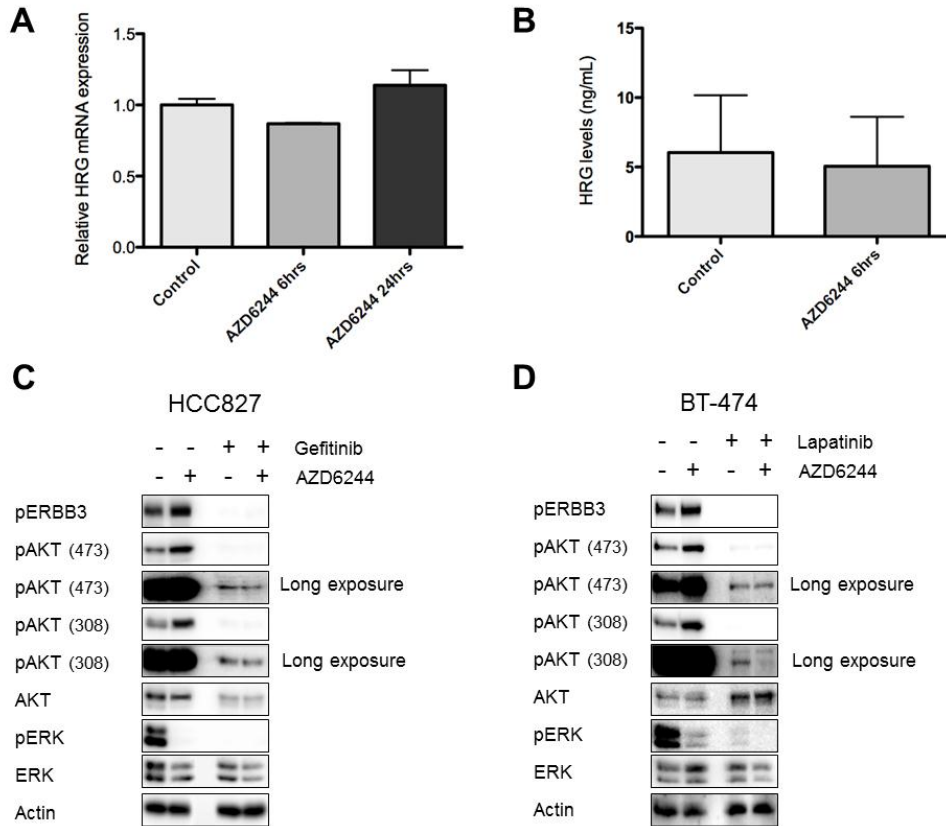 A
Relative HRG mRNA expression
1.5
1.0
0.5
0.0
Control
AZD6244 6hrs
AZD6244 24hrs
B
HRG levels (ng/mL)
15
10
5
0
Control
AZD6244 6hrs
C
HCC827
- - + + Gefitinib
- + - + AZD6244
pERBB3
pAKT (473)
pAKT (473) Long exposure
pAKT (308)
pAKT (308) Long exposure
AKT
pERK
ERK
Actin
D
BT-474
- - + + Lapatinib
- + - + AZD6244
pERBB3
pAKT (473)
pAKT (473) Long exposure
pAKT (308)
pAKT (308) Long exposure
AKT
pERK
ERK
Actin